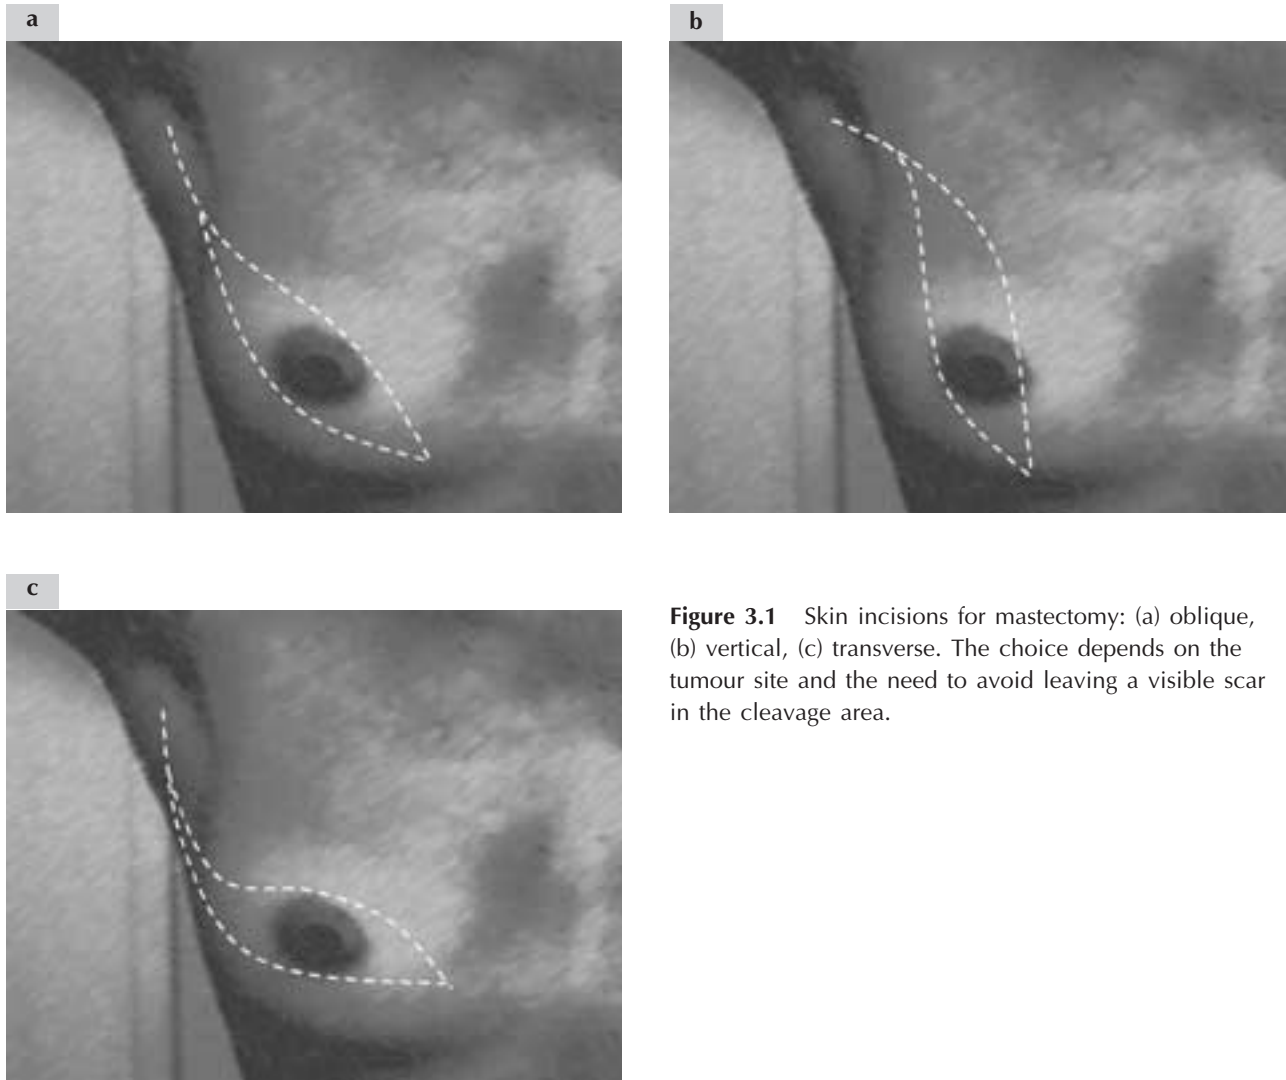 a
b
c
Figure 3.1 Skin incisions for mastectomy: (a) oblique,
(b) vertical, (c) transverse. The choice depends on the
tumour site and the need to avoid leaving a visible scar
in the cleavage area.